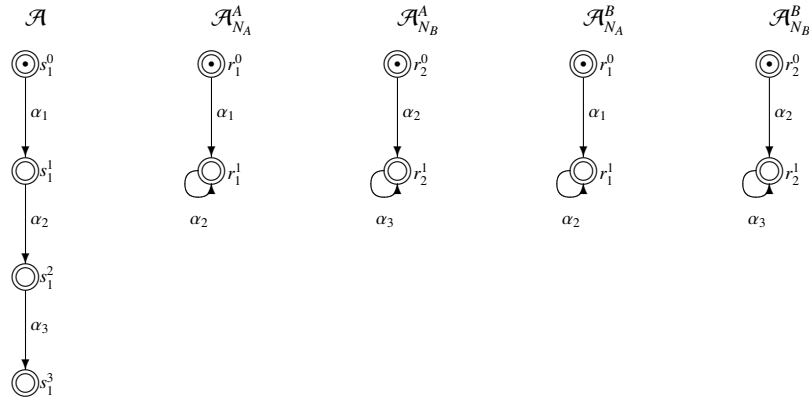 𝒜 𝒜_{N_A}^A 𝒜_{N_B}^A 𝒜_{N_A}^B 𝒜_{N_B}^B
s_1^0 r_1^0 r_2^0 r_1^0 r_2^0
α_1 α_1 α_2 α_1 α_2
s_1^1 r_1^1 r_2^1 r_1^1 r_2^1
α_2 α_2 α_3 α_2 α_3
s_1^2
α_3
s_1^3